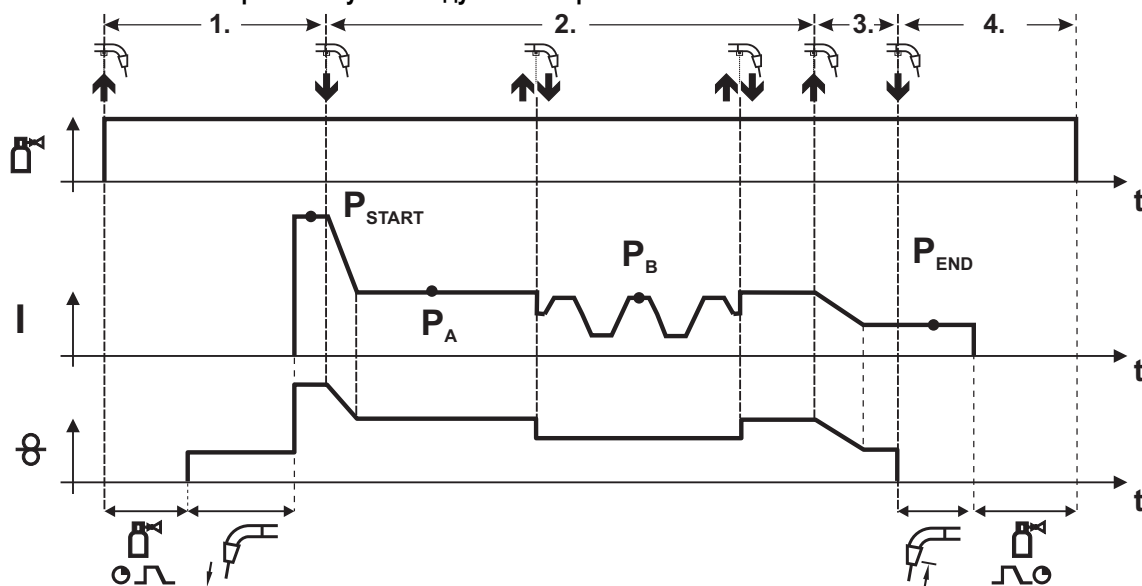 1.
2.
3.
4.
t
P_START
P_B
P_END
P_A
I
t
t